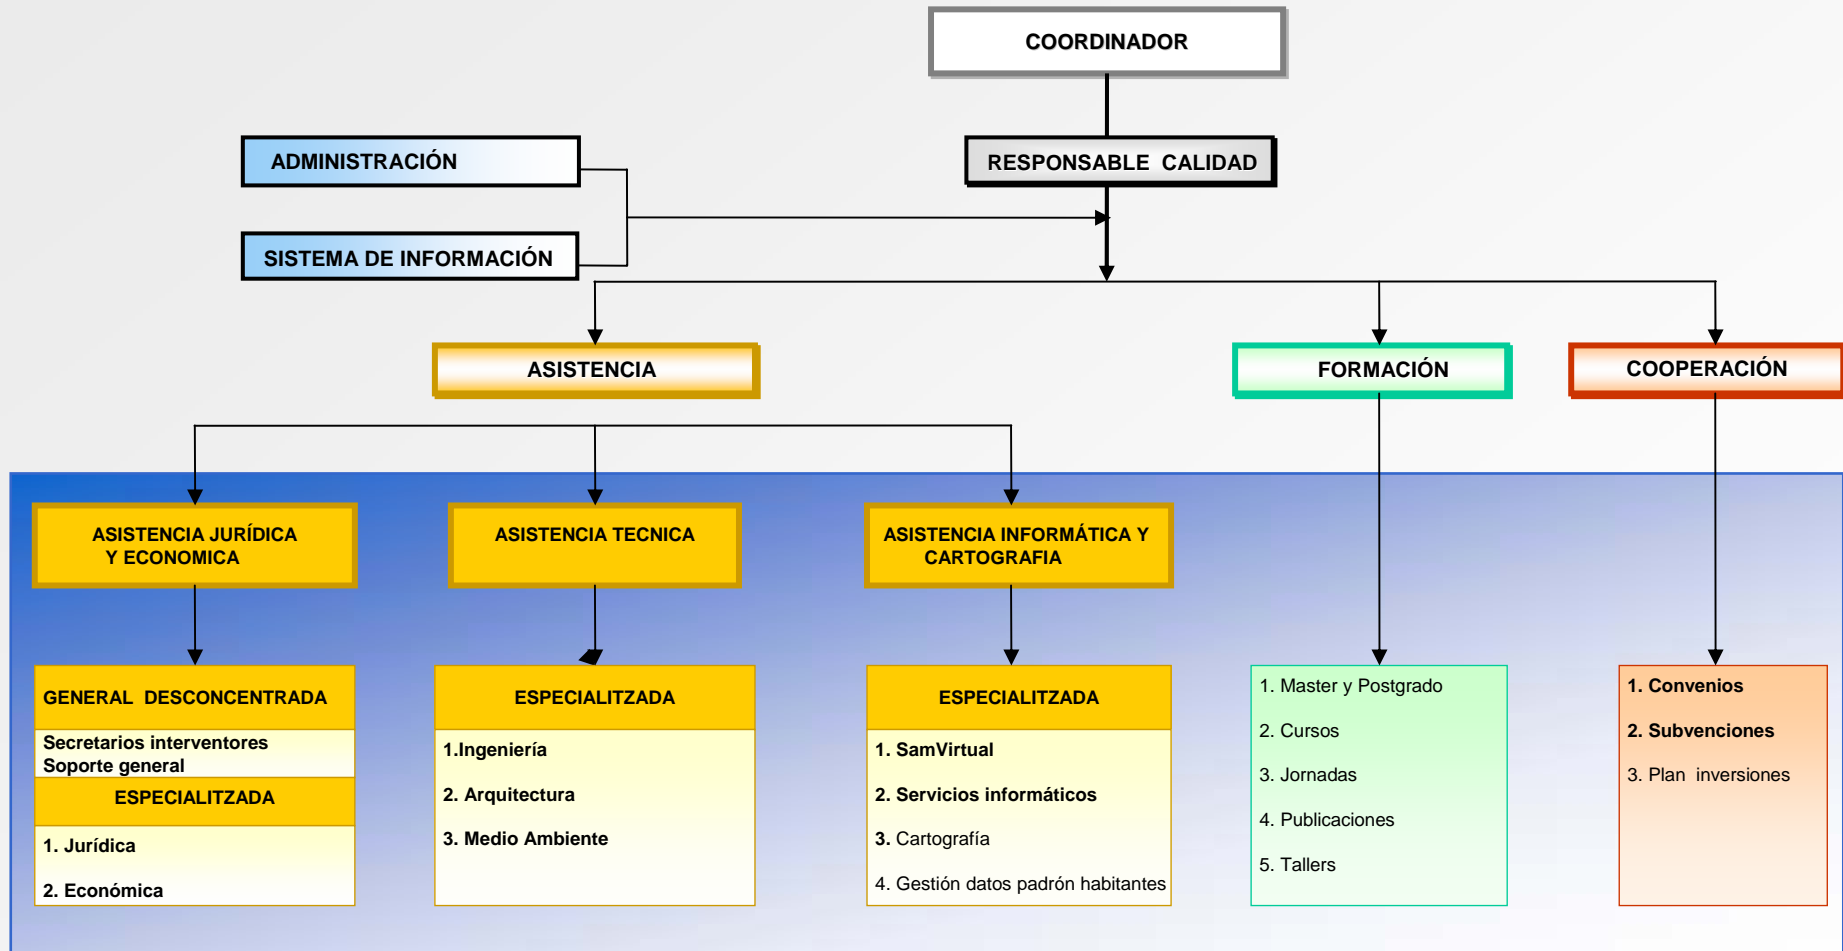 COORDINADOR
ADMINISTRACIÓN
RESPONSABLE CALIDAD
SISTEMA DE INFORMACIÓN
ASISTENCIA
FORMACIÓN
COOPERACIÓN
ASISTENCIA JURÍDICA
Y ECONOMICA
ASISTENCIA TECNICA
ASISTENCIA INFORMÁTICA Y
CARTOGRAFIA
GENERAL DESCONCENTRADA
Secretarios interventores
Soporte general
ESPECIALITZADA
1. Jurídica
2. Económica
ESPECIALITZADA
1.Ingeniería
2. Arquitectura
3. Medio Ambiente
ESPECIALITZADA
1. SamVirtual
2. Servicios informáticos
3. Cartografía
4. Gestión datos padrón habitantes
1. Master y Postgrado
2. Cursos
3. Jornadas
4. Publicaciones
5. Tallers
1. Convenios
2. Subvenciones
3. Plan inversiones